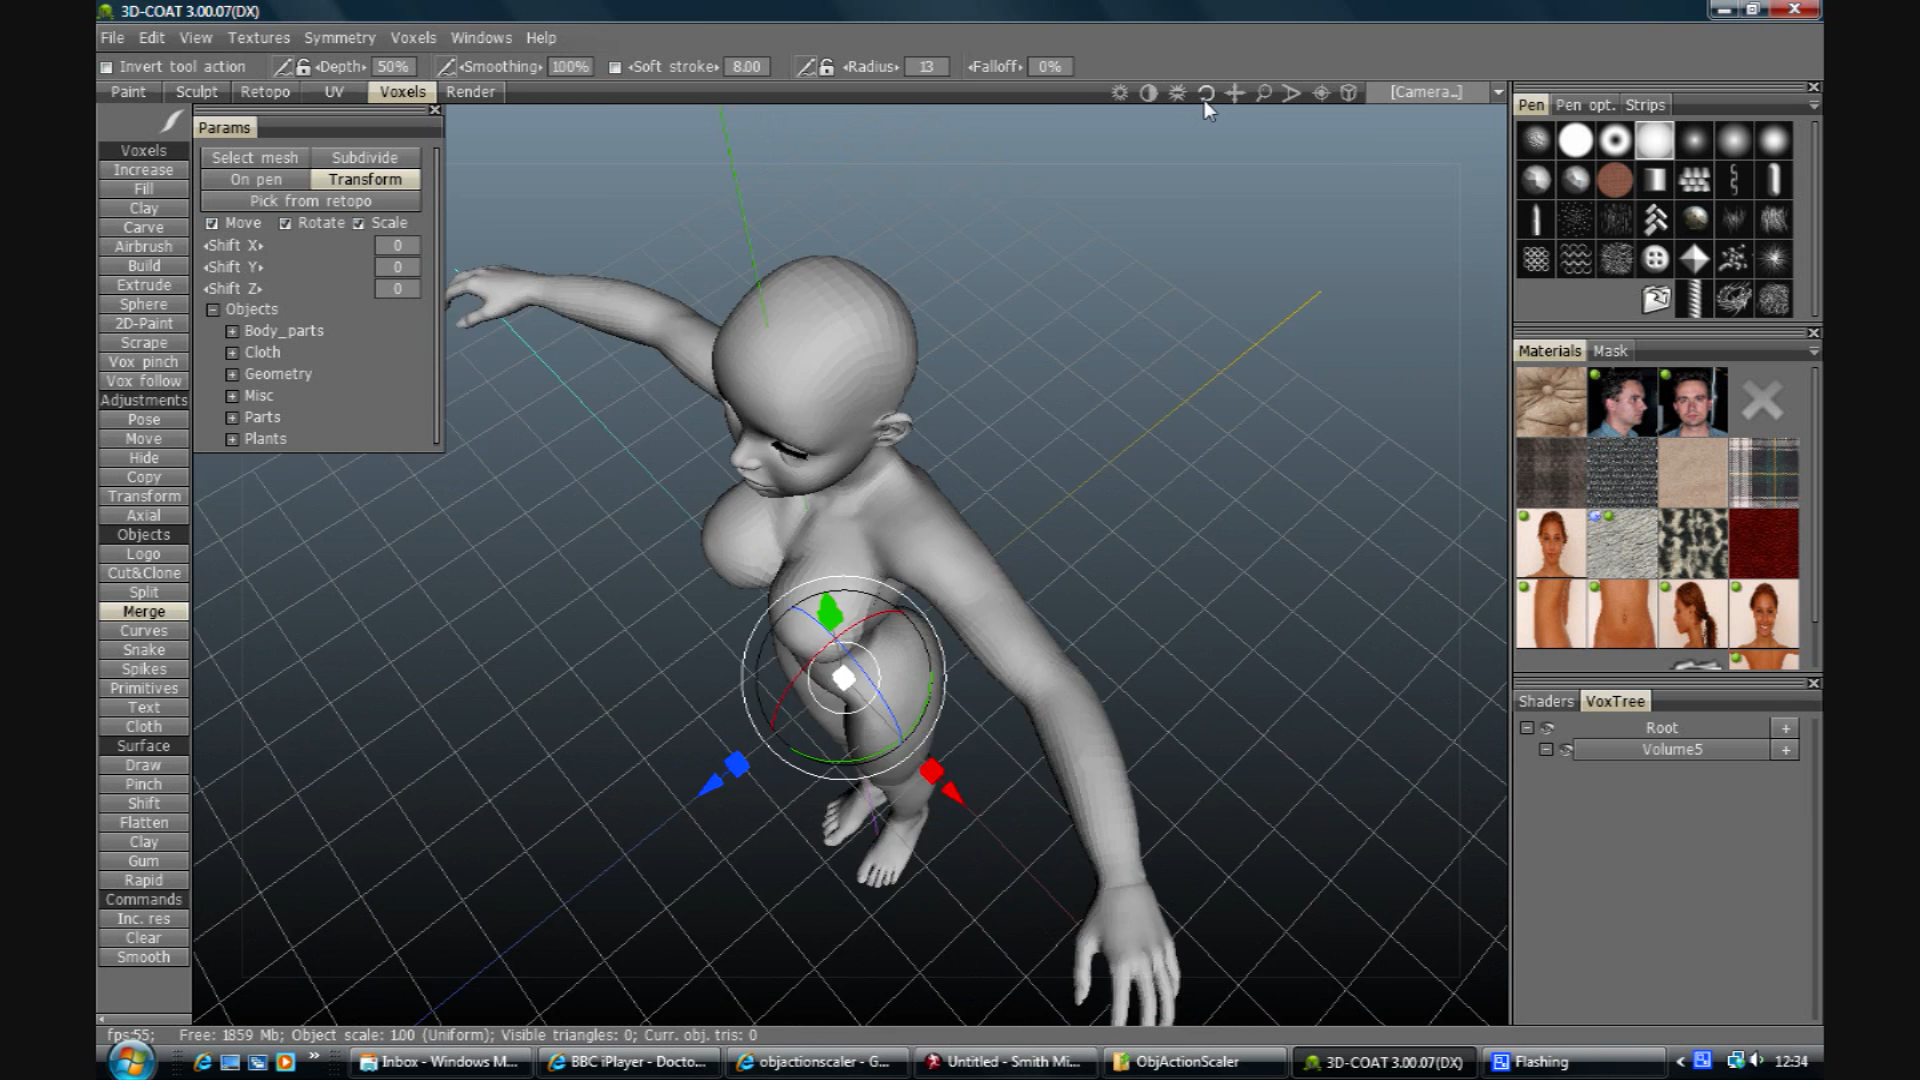 3D-COAT 3.00.07(DX)
File Edit View Textures Symmetry Voxels Windows Help
Invert tool action Depth 50% Smoothing 100% Soft stroke 8.00 Radius 13 Falloff 0%
Paint Sculpt Retopo UV Voxels Render [Camera..]
Params
Select mesh Subdivide
On pen Transform
Pick from retopo
Move Rotate Scale
Shift X 0
Shift Y 0
Shift Z 0
Objects
Body_parts
Cloth
Geometry
Misc
Parts
Plants
Voxels
Increase
Fill
Clay
Carve
Airbrush
Build
Extrude
Sphere
2D-Paint
Scrape
Vox pinch
Vox follow
Adjustments
Pose
Move
Hide
Copy
Transform
Axial
Objects
Logo
Cut&Clone
Split
Merge
Curves
Snake
Spikes
Primitives
Text
Cloth
Surface
Draw
Pinch
Shift
Flatten
Clay
Gum
Rapid
Commands
Inc. res
Clear
Smooth
Pen Pen opt. Strips
Materials Mask
Shaders VoxTree
Root +
Volume5 +
fps:55; Free: 1859 Mb; Object scale: 1.00 (Uniform); Visible triangles: 0; Curr. obj. tris: 0
Inbox - Windows M... BBC iPlayer - Docto... objactionscaler - G... Untitled - Smith Mi... ObjActionScaler 3D-COAT 3.00.07(DX) Flashing 12:34